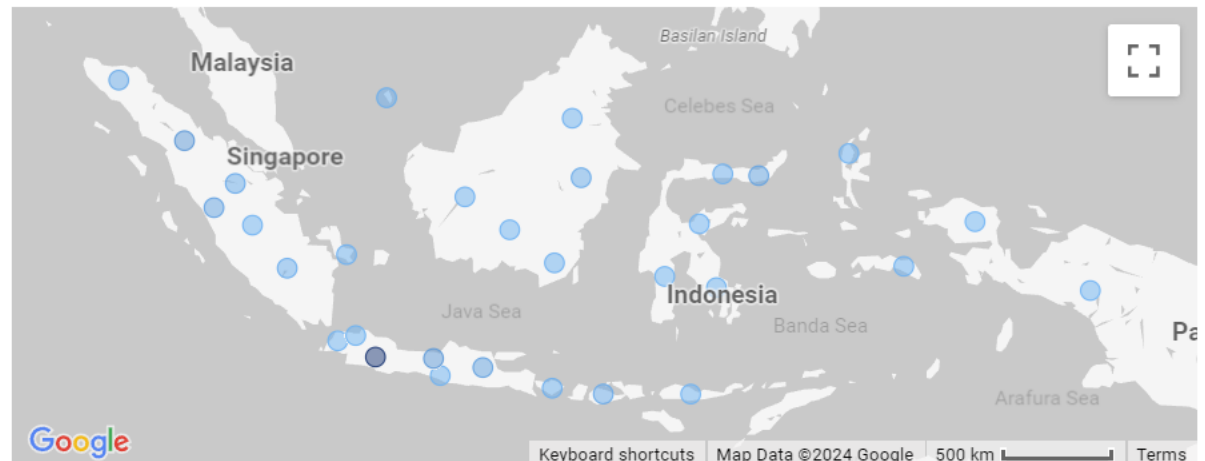 Basilan Island
Malaysia
Celebes Sea
Singapore
Indonesia
Java Sea
Banda Sea
Pa
Arafura Sea
Google
Keyboard shortcuts
Map Data ©2024 Google
500 km
Terms